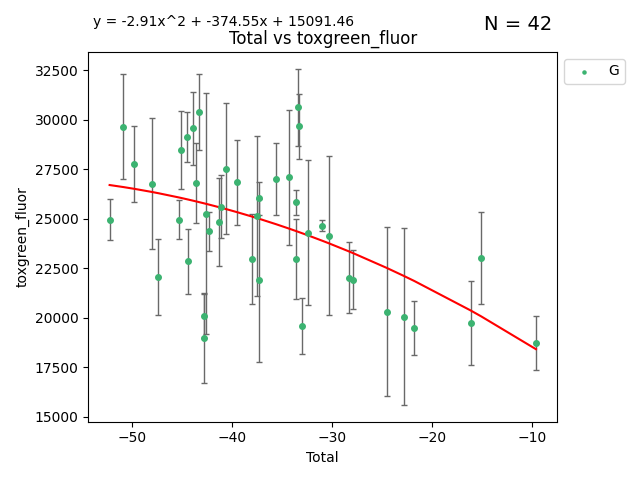 y = -2.91x^2 + -374.55x + 15091.46
N = 42
Total vs toxgreen_fluor
G
toxgreen_fluor
32500
30000
27500
25000
22500
20000
17500
15000
−50 −40 −30 −20 −10
Total